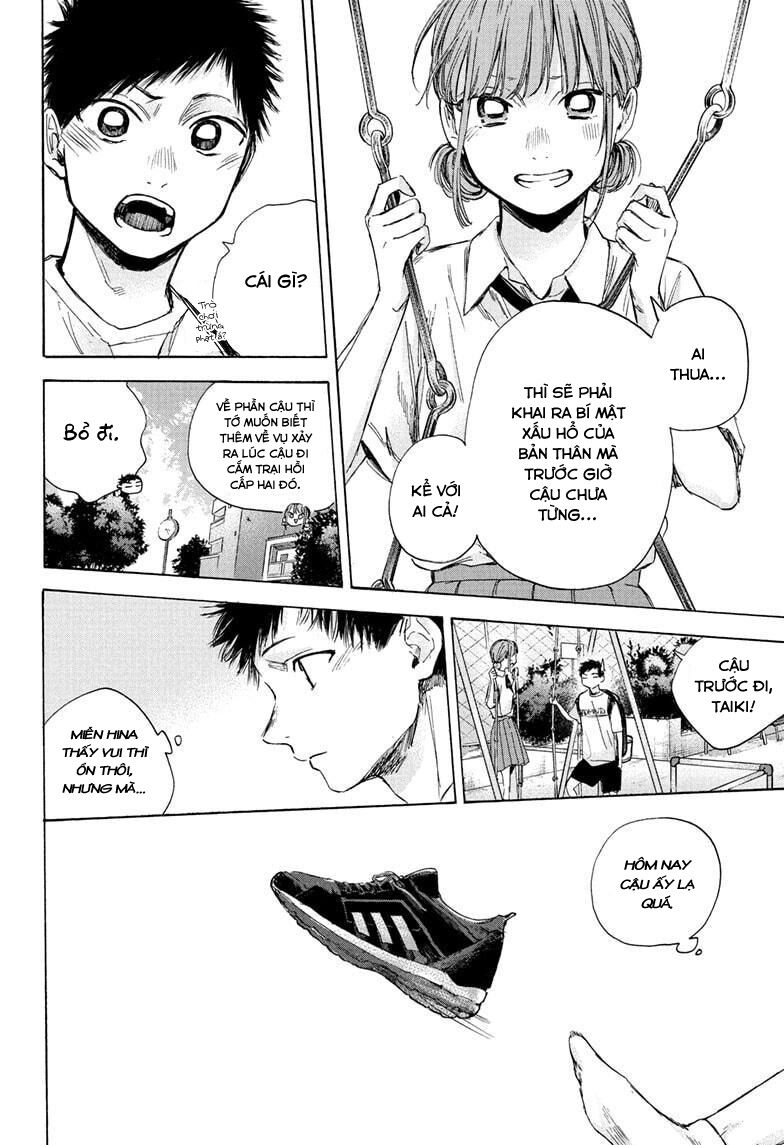 AI
THUA...
THÌ SẼ PHẢI
KHAI RA BÍ MẬT
XẤU HỔ CỦA
BẢN THÂN MÀ
TRƯỚC GIỜ
CẬU CHƯA
TỪNG...
KỂ VỚI
AI CẢ!
CÁI GÌ?
Trò
chơi
trừng
phạt à?
VỀ PHẦN CẬU THÌ
TỚ MUỐN BIẾT
THÊM VỀ VỤ XẢY
RA LÚC CẬU ĐI
CẮM TRẠI HỒI
CẤP HAI ĐÓ.
Bỏ đi.
CẬU
TRƯỚC ĐI,
TAIKI!
MIỄN HINA
THẤY VUI THÌ
ỔN THÔI,
NHƯNG MÀ...
HÔM NAY
CẬU ẤY LẠ
QUÁ.